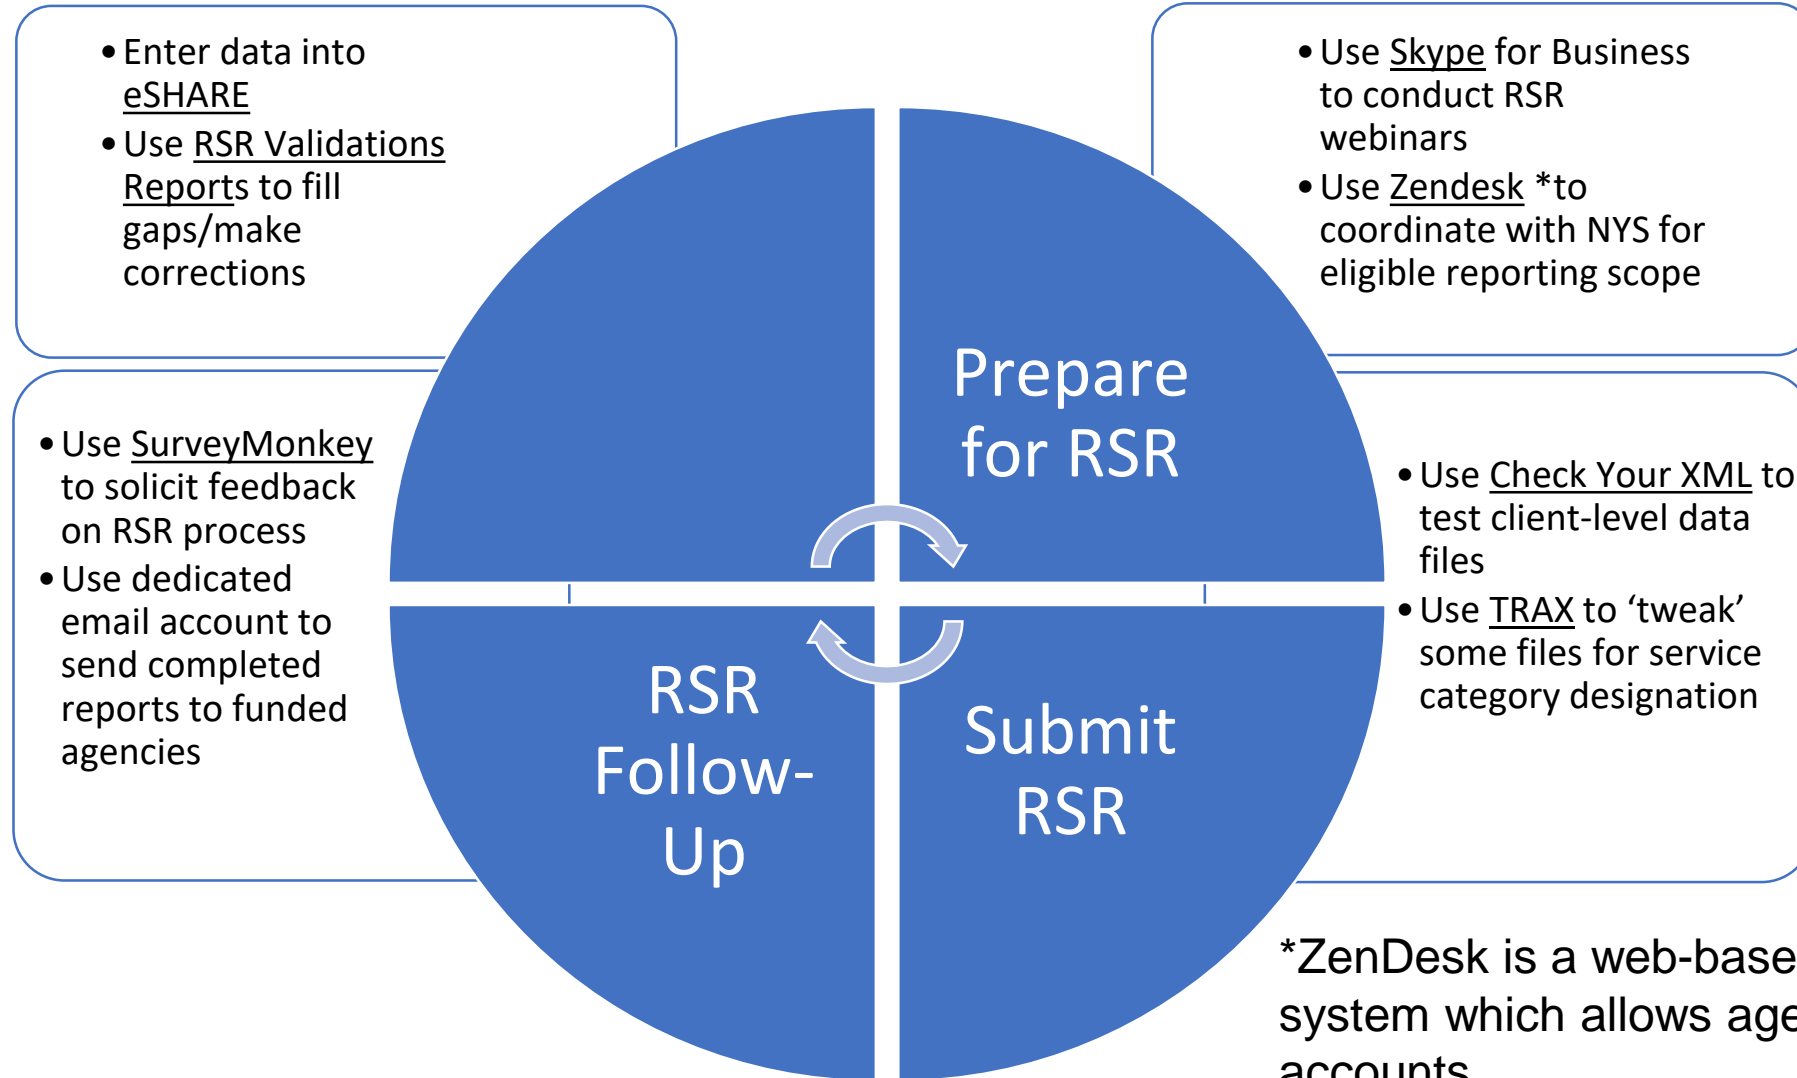 • Enter data into
eSHARE
• Use RSR Validations
Reports to fill
gaps/make
corrections
• Use Skype for Business
to conduct RSR
webinars
• Use Zendesk *to
coordinate with NYS for
eligible reporting scope
Prepare
for RSR
• Use SurveyMonkey
to solicit feedback
on RSR process
• Use dedicated
email account to
send completed
reports to funded
agencies
• Use Check Your XML to
test client-level data
files
• Use TRAX to ‘tweak’
some files for service
category designation
RSR
Follow-
Up
Submit
RSR
*ZenDesk is a web-base
system which allows age
accounts